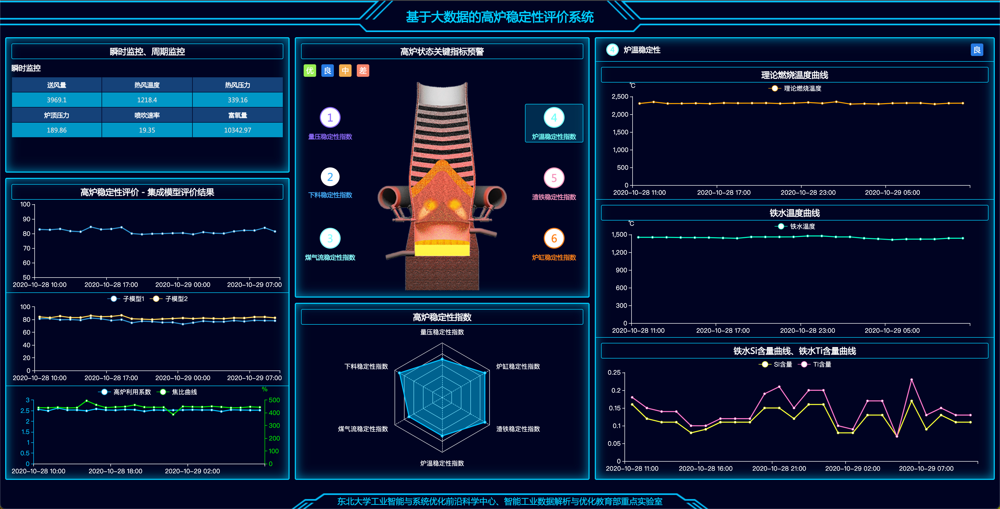 基于大数据的高炉稳定性评价系统
瞬时监控、周期监控
瞬时监控
送风量 热风温度 热风压力
3969.1 1218.4 339.16
炉顶压力 喷吹速率 富氧量
189.86 19.35 10342.97
高炉稳定性评价 - 集成模型评价结果
100
90
80
70
60
50
2020-10-28 10:00 2020-10-28 17:00 2020-10-29 00:00 2020-10-29 07:00
子模型1 子模型2
100
80
60
40
20
0
2020-10-28 10:00 2020-10-28 17:00 2020-10-29 00:00 2020-10-29 07:00
高炉利用系数 焦比曲线 %
3 500
2.5 400
2 300
1.5 200
1 100
0.5 0
0
2020-10-28 10:00 2020-10-28 18:00 2020-10-29 02:00
高炉状态关键指标预警
优 良 中 差
1 4
量压稳定性指数 炉温稳定性指数
2 5
下料稳定性指数 渣铁稳定性指数
3 6
煤气流稳定性指数 炉缸稳定性指数
高炉稳定性指数
量压稳定性指数
下料稳定性指数 炉缸稳定性指数
煤气流稳定性指数 渣铁稳定性指数
炉温稳定性指数
4 炉温稳定性 良
理论燃烧温度曲线
℃ 理论燃烧温度
2,500
2,000
1,500
1,000
500
0
2020-10-28 11:00 2020-10-28 17:00 2020-10-28 23:00 2020-10-29 05:00
铁水温度曲线
℃ 铁水温度
1,500
1,200
900
600
300
0
2020-10-28 11:00 2020-10-28 17:00 2020-10-28 23:00 2020-10-29 05:00
铁水Si含量曲线、铁水Ti含量曲线
Si含量 Ti含量
0.25
0.2
0.15
0.1
0.05
0
2020-10-28 11:00 2020-10-28 16:00 2020-10-28 21:00 2020-10-29 02:00 2020-10-29 07:00
东北大学工业智能与系统优化前沿科学中心、智能工业数据解析与优化教育部重点实验室